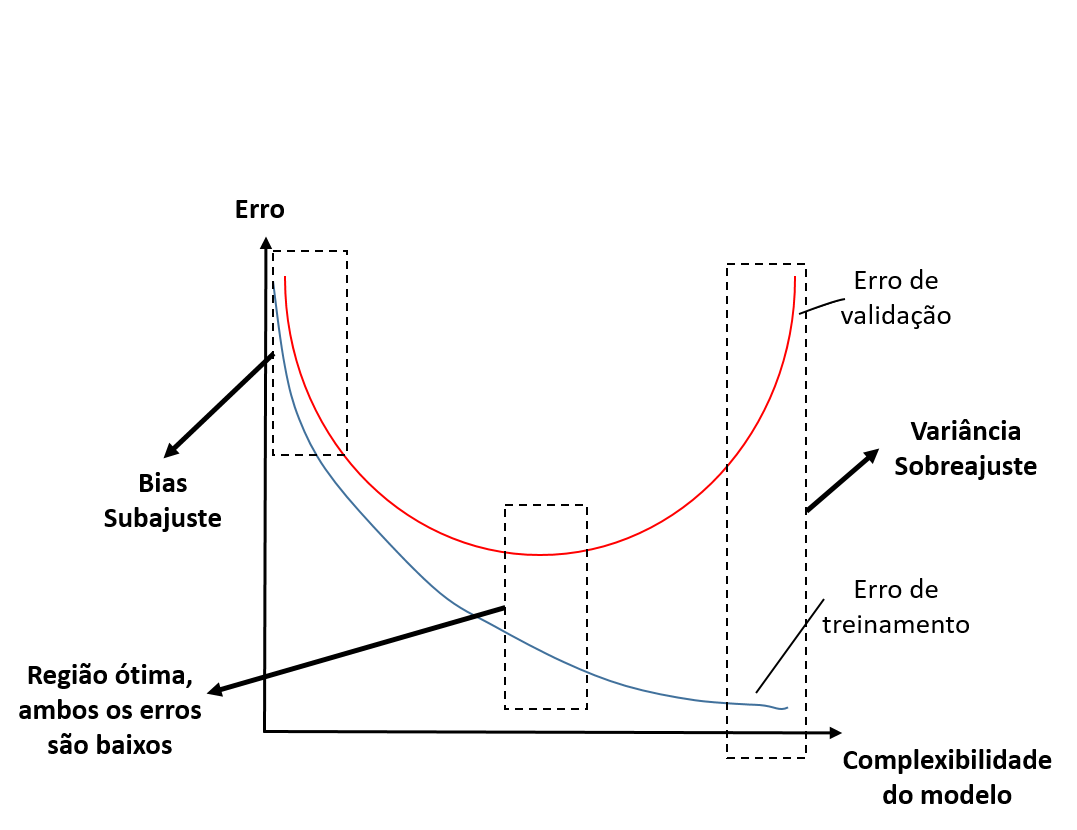 Erro
Erro de
validação
Variância
Sobreajuste
Bias
Subajuste
Erro de
treinamento
Região ótima,
ambos os erros
são baixos
Complexibilidade
do modelo